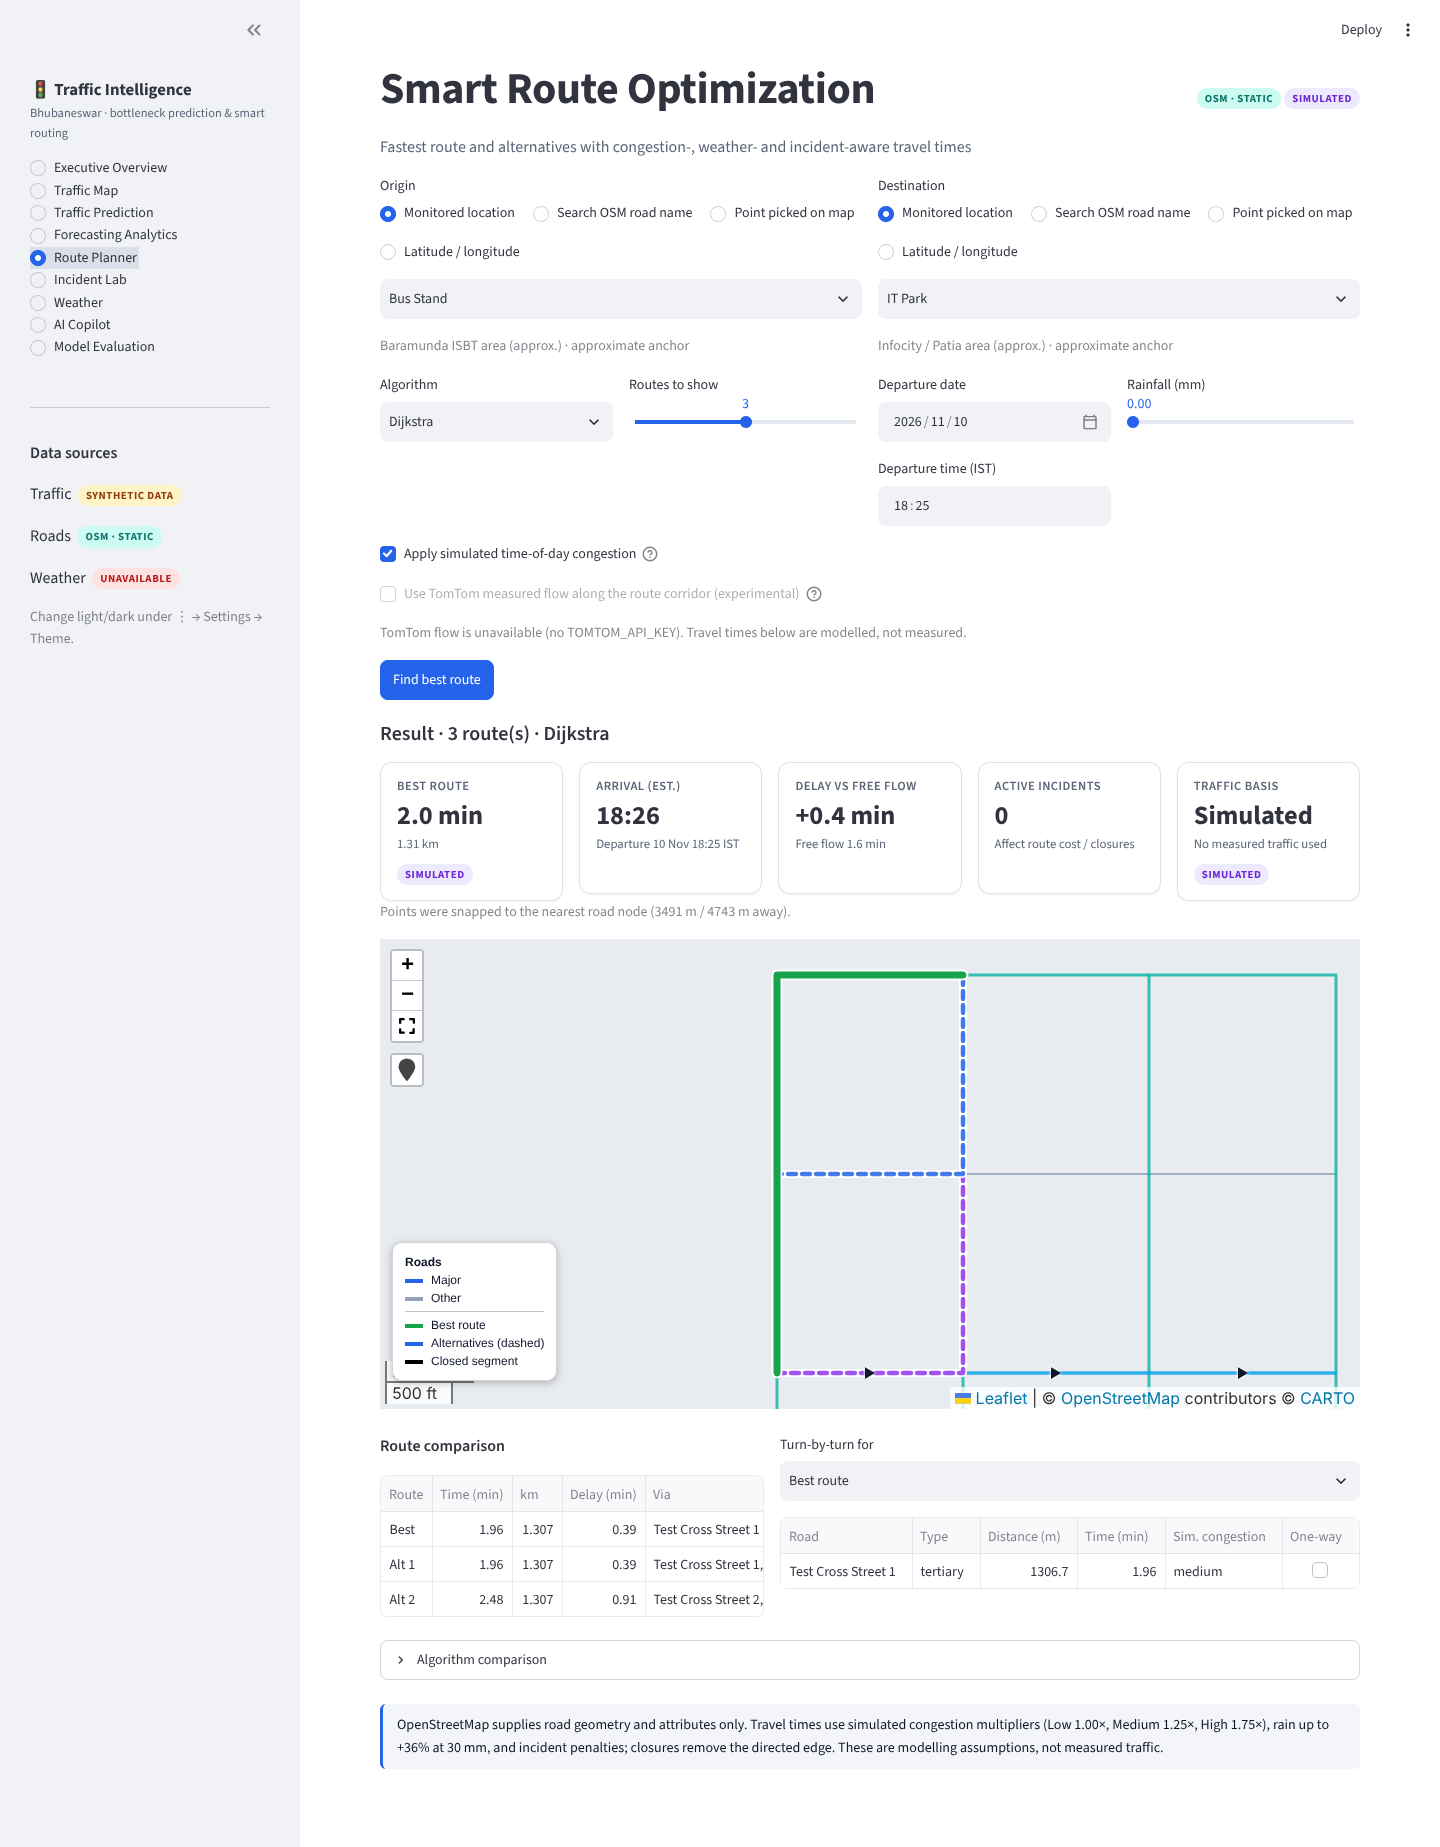 Deploy
🚦 Traffic Intelligence
Bhubaneswar · bottleneck prediction & smart
routing
Executive Overview
Traffic Map
Traffic Prediction
Forecasting Analytics
Route Planner
Incident Lab
Weather
AI Copilot
Model Evaluation
Data sources
Traffic SYNTHETIC DATA
Roads OSM · STATIC
Weather UNAVAILABLE
Change light/dark under ⋮ → Settings →
Theme.
Smart Route Optimization
OSM · STATIC SIMULATED
Fastest route and alternatives with congestion-, weather- and incident-aware travel times
Origin
Monitored location Search OSM road name Point picked on map
Latitude / longitude
Bus Stand
Baramunda ISBT area (approx.) · approximate anchor
Destination
Monitored location Search OSM road name Point picked on map
Latitude / longitude
IT Park
Infocity / Patia area (approx.) · approximate anchor
Algorithm
Dijkstra
Routes to show
3
Departure date
2026/11/10
Rainfall (mm)
0.00
Departure time (IST)
18:25
Apply simulated time-of-day congestion
Use TomTom measured flow along the route corridor (experimental)
TomTom flow is unavailable (no TOMTOM_API_KEY). Travel times below are modelled, not measured.
Find best route
Result · 3 route(s) · Dijkstra
BEST ROUTE
2.0 min
1.31 km
SIMULATED
ARRIVAL (EST.)
18:26
Departure 10 Nov 18:25 IST
DELAY VS FREE FLOW
+0.4 min
Free flow 1.6 min
ACTIVE INCIDENTS
0
Affect route cost / closures
TRAFFIC BASIS
Simulated
No measured traffic used
SIMULATED
Points were snapped to the nearest road node (3491 m / 4743 m away).
+
−
Roads
Major
Other
Best route
Alternatives (dashed)
Closed segment
500 ft
Leaflet | © OpenStreetMap contributors © CARTO
Route comparison
Route Time (min) km Delay (min) Via
Best 1.96 1.307 0.39 Test Cross Street 1
Alt 1 1.96 1.307 0.39 Test Cross Street 1,
Alt 2 2.48 1.307 0.91 Test Cross Street 2,
Turn-by-turn for
Best route
Road Type Distance (m) Time (min) Sim. congestion One-way
Test Cross Street 1 tertiary 1306.7 1.96 medium
Algorithm comparison
OpenStreetMap supplies road geometry and attributes only. Travel times use simulated congestion multipliers (Low 1.00×, Medium 1.25×, High 1.75×), rain up to
+36% at 30 mm, and incident penalties; closures remove the directed edge. These are modelling assumptions, not measured traffic.